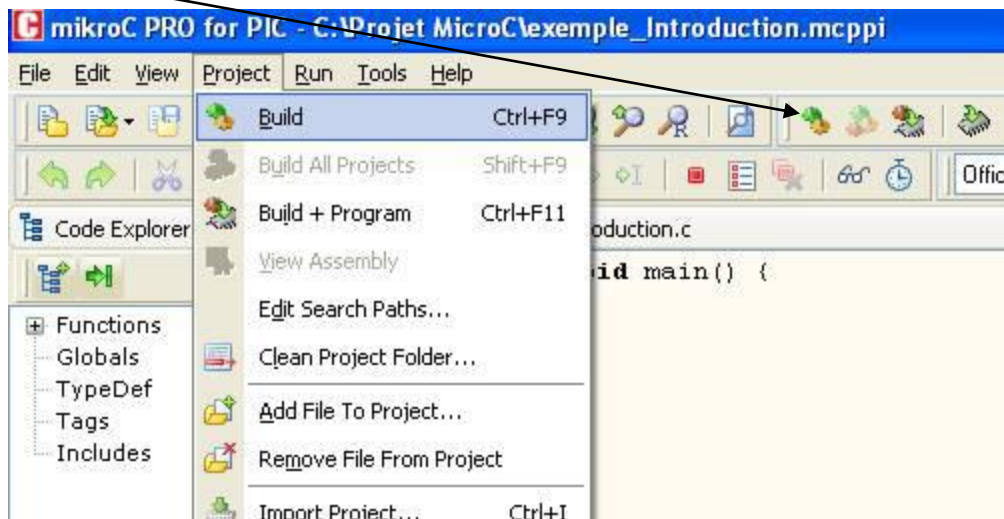 mikroC PRO for PIC - C:\Projet MicroC\exemple_Introduction.mcppi
File Edit View Project Run Tools Help
Build Ctrl+F9
Build All Projects Shift+F9
Offic
Build + Program Ctrl+F11
Code Explorer
oduction.c
View Assembly
id main() {
Edit Search Paths...
Functions
Globals
Clean Project Folder...
TypeDef
Add File To Project...
Tags
Includes
Remove File From Project
Import Project... Ctrl+I